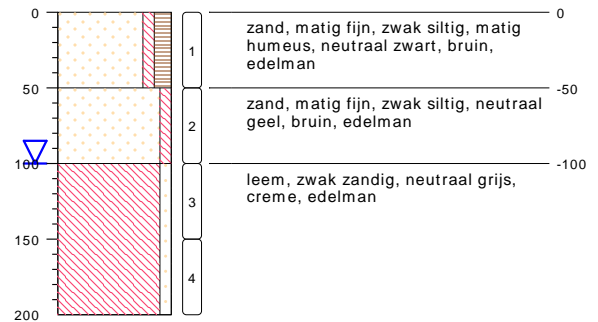 0
50
100
150
200
1
2
3
4
zand, matig fijn, zwak siltig, matig
humeus, neutraal zwart, bruin,
edelman
zand, matig fijn, zwak siltig, neutraal
geel, bruin, edelman
leem, zwak zandig, neutraal grijs,
creme, edelman
0
-50
-100